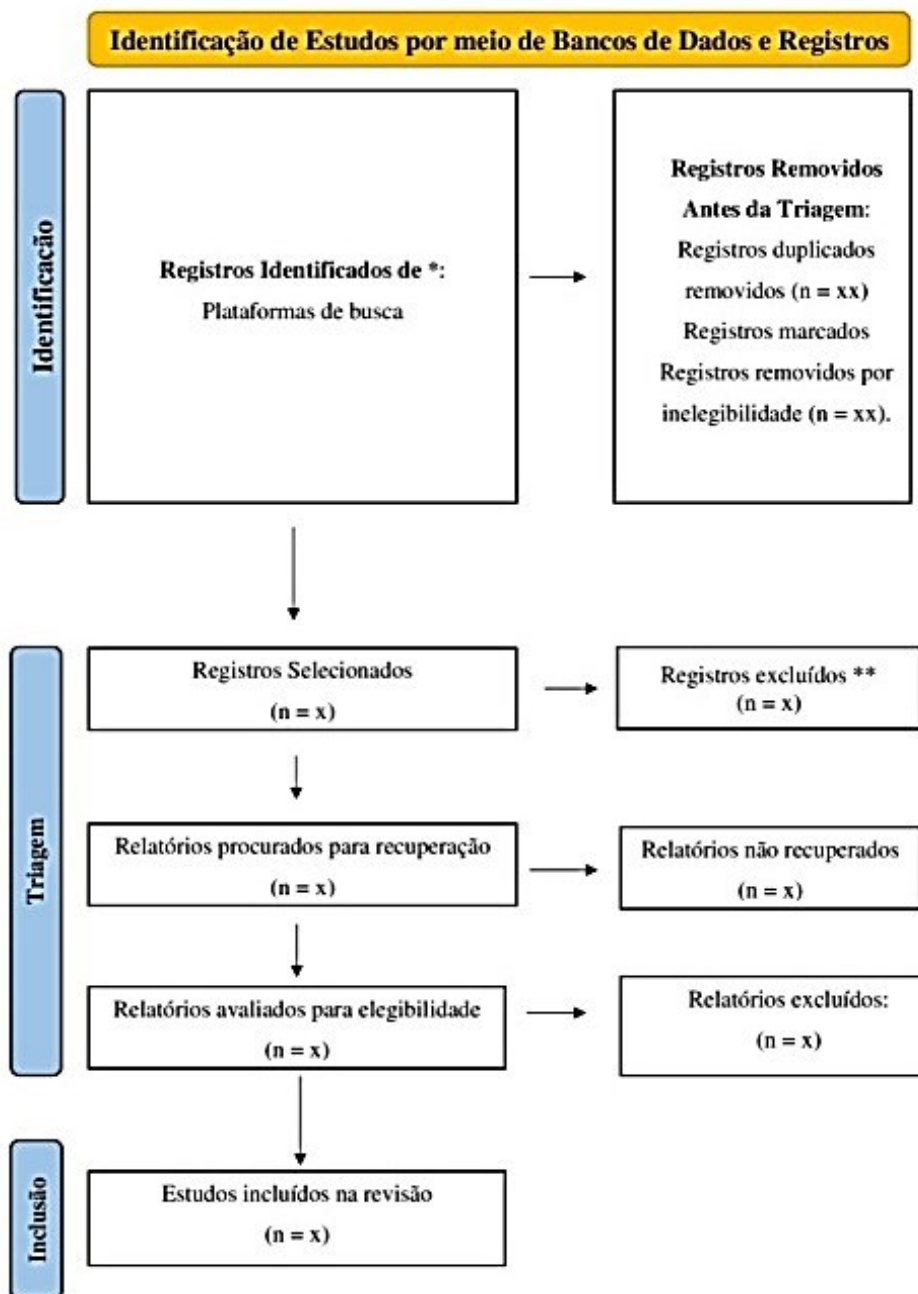 Identificação de Estudos por meio de Bancos de Dados e Registros
Identificação
Registros Identificados de *:
Plataformas de busca
Registros Removidos
Antes da Triagem:
Registros duplicados
removidos (n = xx)
Registros marcados
Registros removidos por
inelegibilidade (n = xx).
Triagem
Registros Selecionados
(n = x)
Registros excluídos **
(n = x)
Relatórios procurados para recuperação
(n = x)
Relatórios não recuperados
(n = x)
Relatórios avaliados para elegibilidade
(n = x)
Relatórios excluídos:
(n = x)
Inclusão
Estudos incluídos na revisão
(n = x)